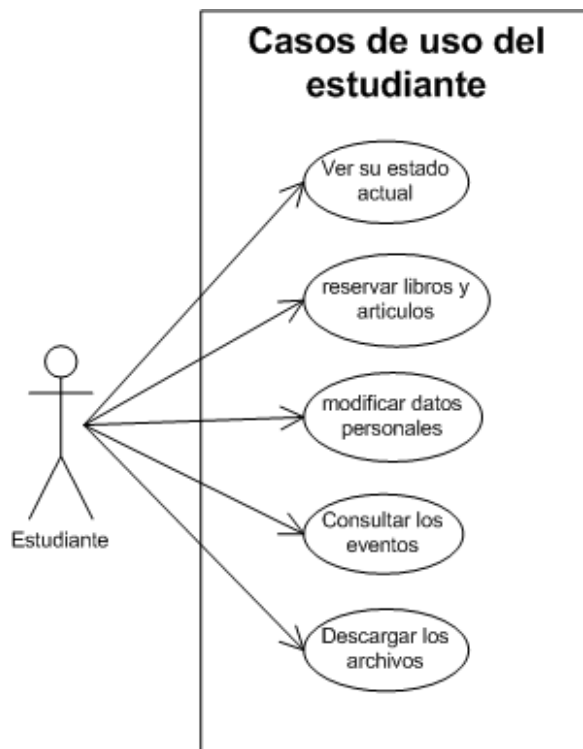 Casos de uso del
estudiante
Ver su estado
actual
reservar libros y
articulos
modificar datos
personales
Consultar los
eventos
Descargar los
archivos
Estudiante